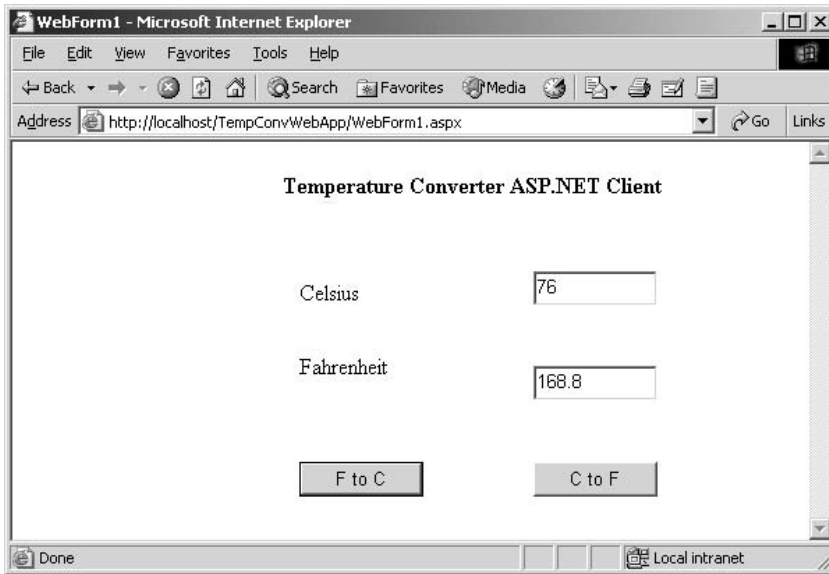 WebForm1 - Microsoft Internet Explorer
File Edit View Favorites Tools Help
Back Search Favorites Media
Address http://localhost/TempConvWebApp/WebForm1.aspx Go Links
Temperature Converter ASP.NET Client
Celsius 76
Fahrenheit 168.8
F to C C to F
Done Local intranet